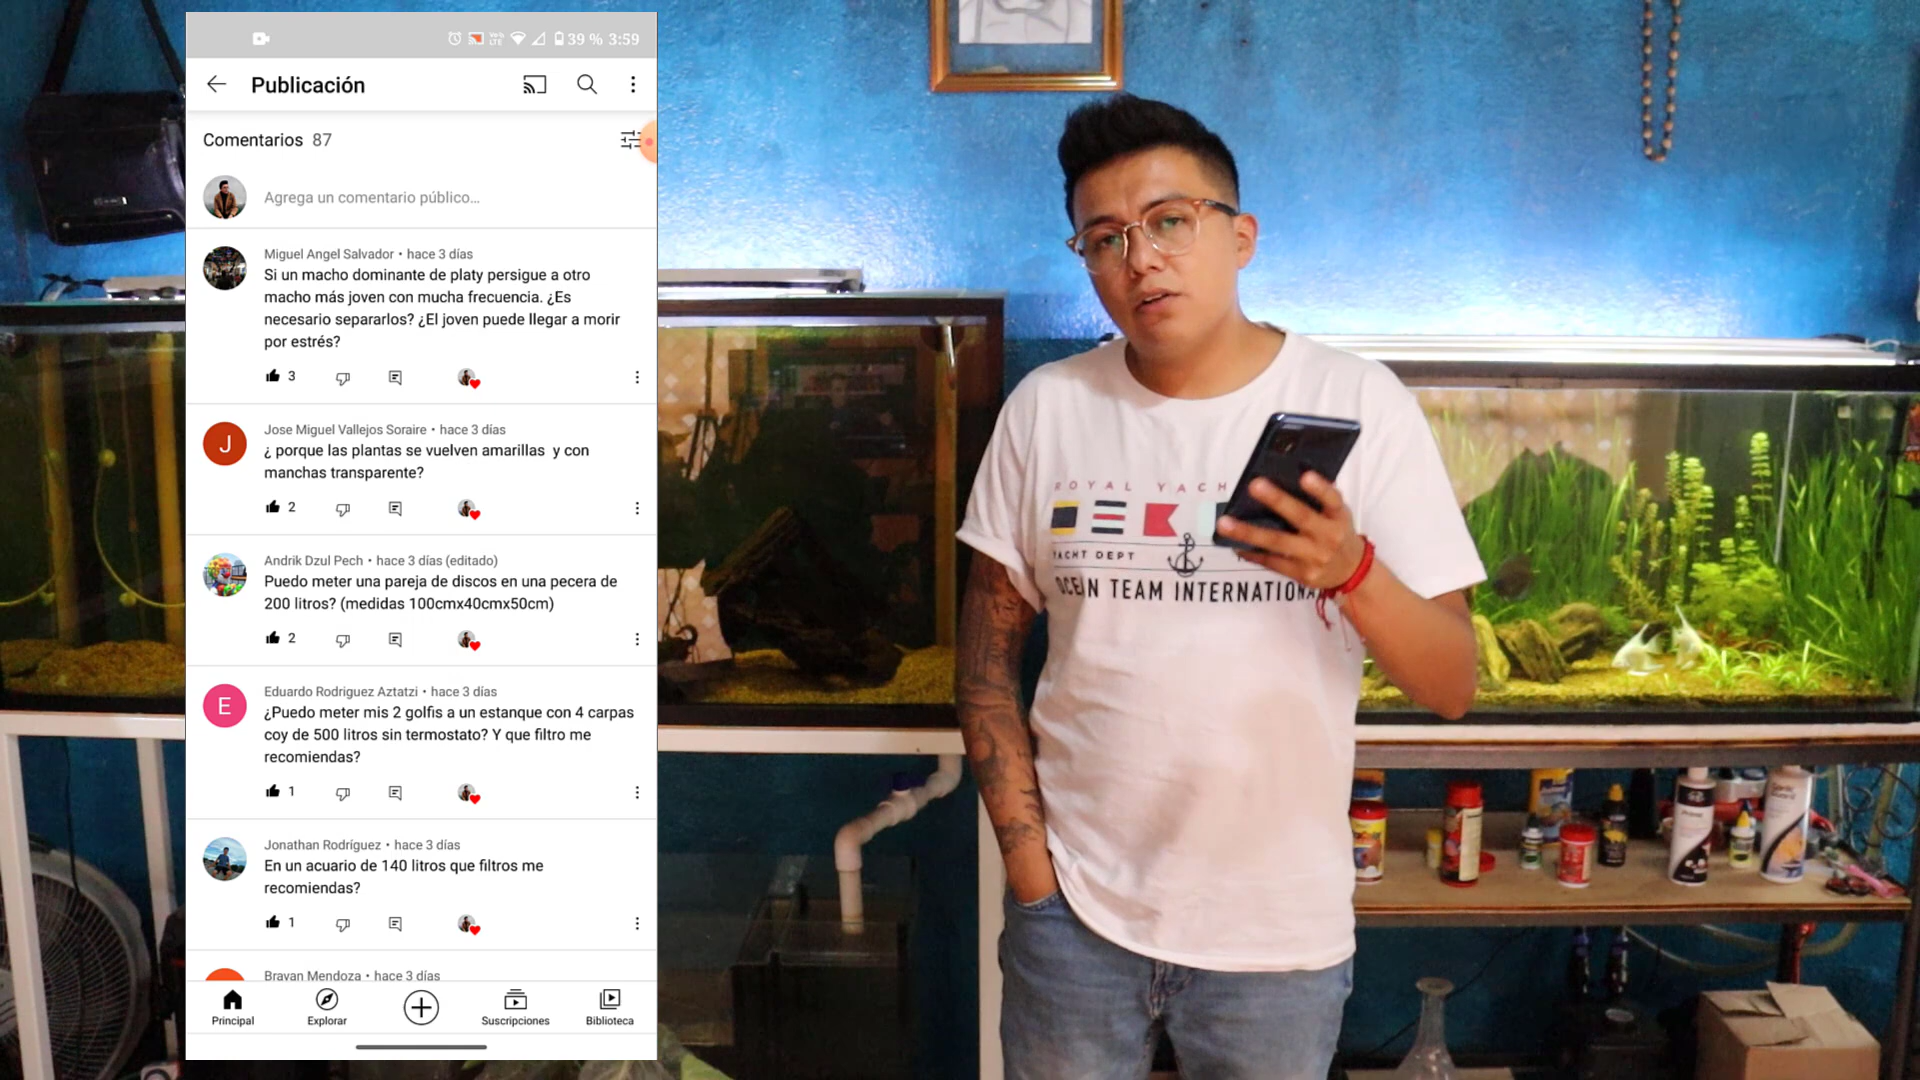 39 % 3:59
Publicación
Comentarios 87
Agrega un comentario público...
Miguel Angel Salvador • hace 3 días
Si un macho dominante de platy persigue a otro
macho más joven con mucha frecuencia. ¿Es
necesario separarlos? ¿El joven puede llegar a morir
por estrés?
3
Jose Miguel Vallejos Soraire • hace 3 días
¿ porque las plantas se vuelven amarillas y con
manchas transparente?
2
Andrik Dzul Pech • hace 3 días (editado)
Puedo meter una pareja de discos en una pecera de
200 litros? (medidas 100cmx40cmx50cm)
2
Eduardo Rodriguez Aztatzi • hace 3 días
¿Puedo meter mis 2 golfis a un estanque con 4 carpas
coy de 500 litros sin termostato? Y que filtro me
recomiendas?
1
Jonathan Rodríguez • hace 3 días
En un acuario de 140 litros que filtros me
recomiendas?
1
Brayan Mendoza • hace 3 días
Principal
Explorar
Suscripciones
Biblioteca
J
E
ROYAL YACH
YACHT DEPT
OCEAN TEAM INTERNATIONA